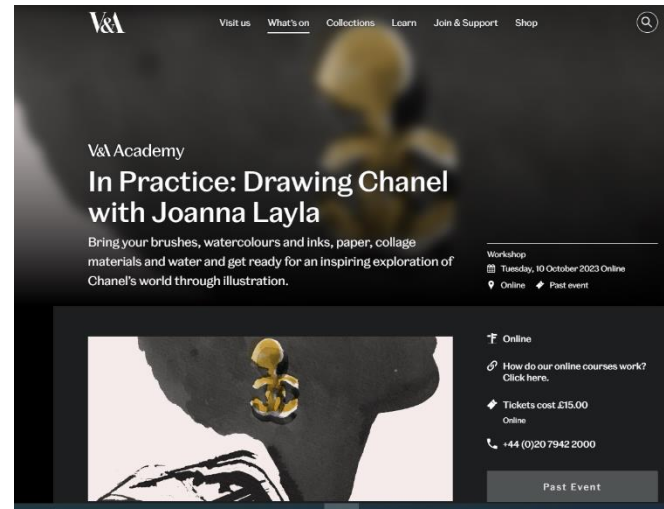 V&A
Visit us What's on Collections Learn Join & Support Shop
V&A Academy
In Practice: Drawing Chanel
with Joanna Layla
Bring your brushes, watercolours and inks, paper, collage
materials and water and get ready for an inspiring exploration of
Chanel's world through illustration.
Workshop
Tuesday, 10 October 2023 Online
Online Past event
Online
How do our online courses work?
Click here.
Tickets cost £15.00
Online
+44 (0)20 7942 2000
Past Event